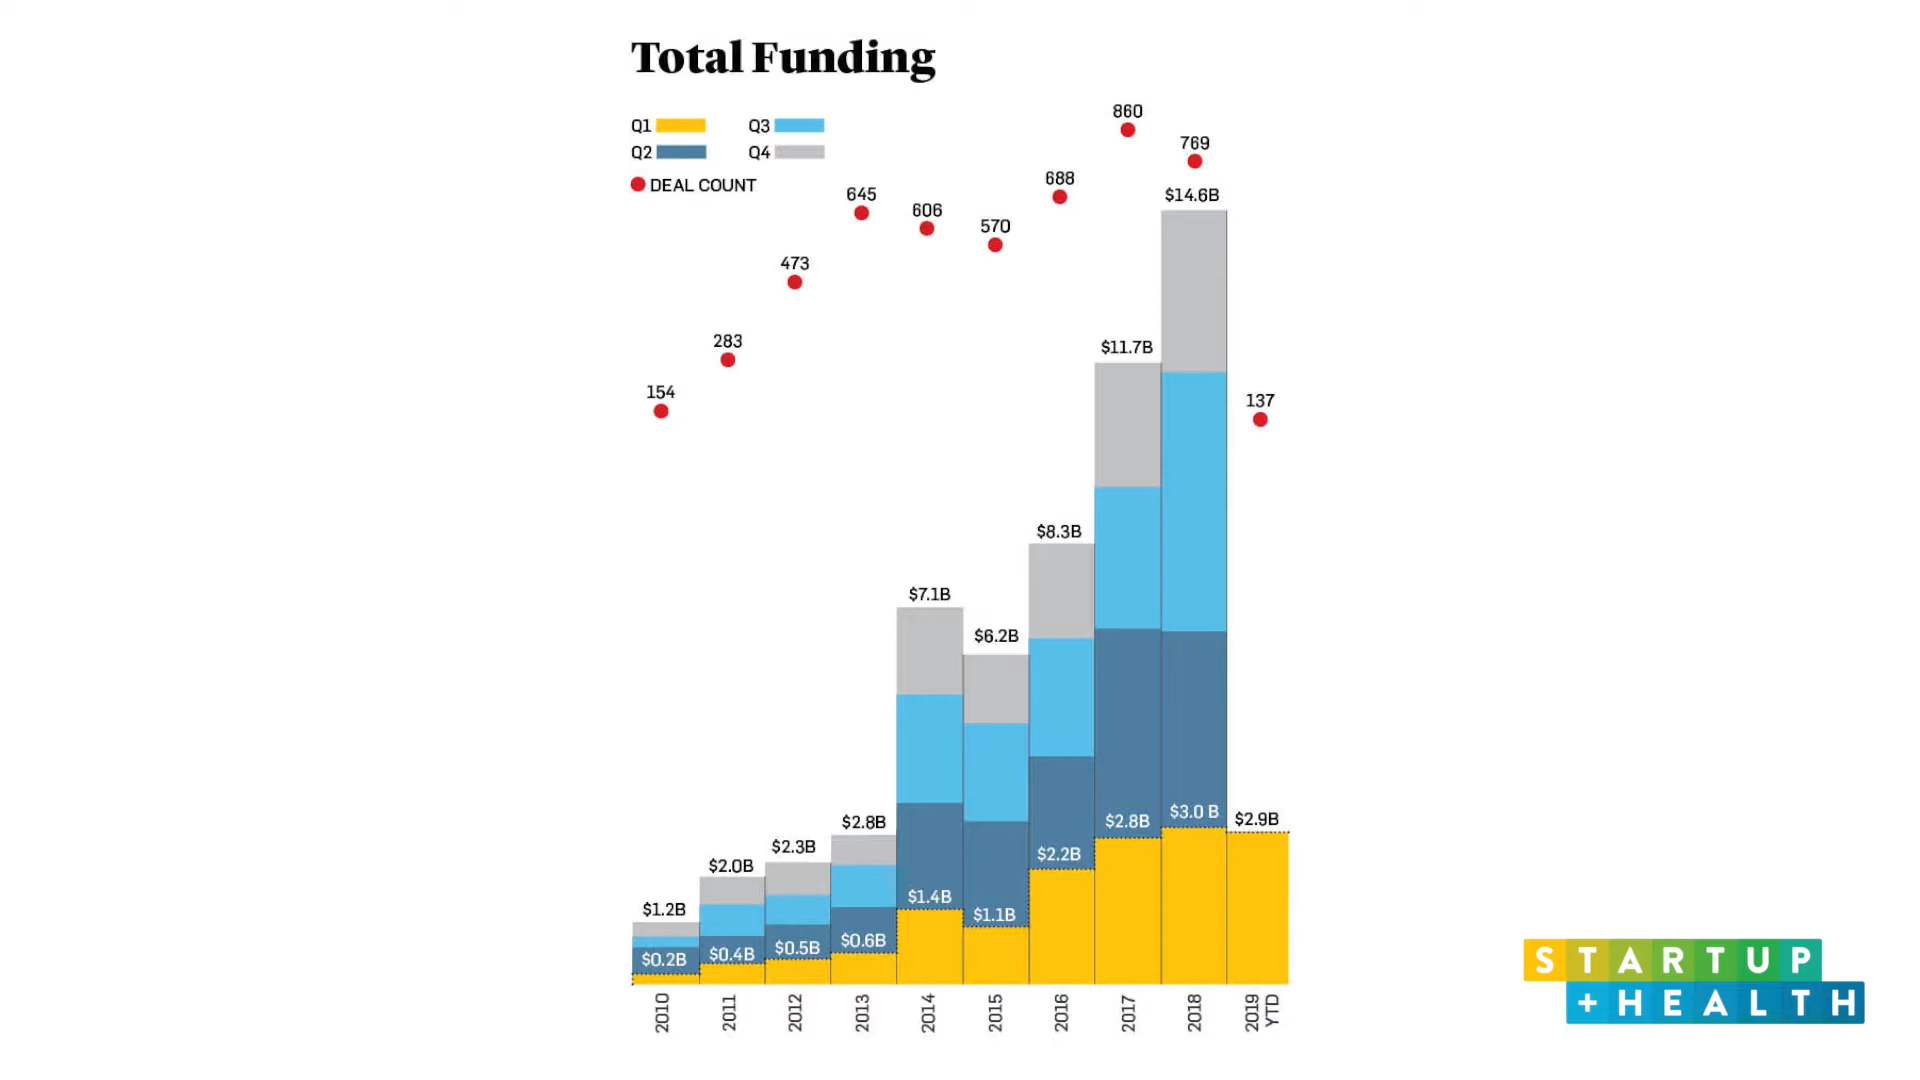 Total Funding
Q1
Q3
Q2
Q4
DEAL COUNT
154
283
473
645
606
570
688
860
769
137
$1.2B
$2.0B
$2.3B
$2.8B
$7.1B
$6.2B
$8.3B
$11.7B
$14.6B
$2.9B
$0.2B
$0.4B
$0.5B
$0.6B
$1.4B
$1.1B
$2.2B
$2.8B
$3.0 B
2010
2011
2012
2013
2014
2015
2016
2017
2018
2019
YTD
STARTUP
+HEALTH